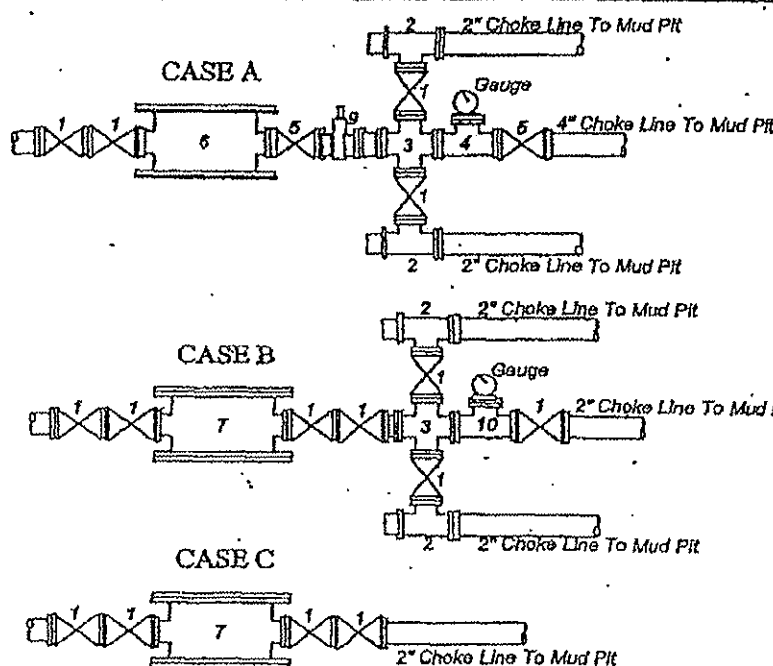 2 2" Choke Line To Mud Pit
CASE A
1
Gauge
9
1 1 6 5 3 4 5 4" Choke Line To Mud Pit
1
2 2" Choke Line To Mud Pit
2 2" Choke Line To Mud Pit
CASE B
1
Gauge
1 1 7 1 1 3 10 1 2" Choke Line To Mud
1
2 2" Choke Line To Mud Pit
CASE C
1 1 7 1 1
2" Choke Line To Mud Pit